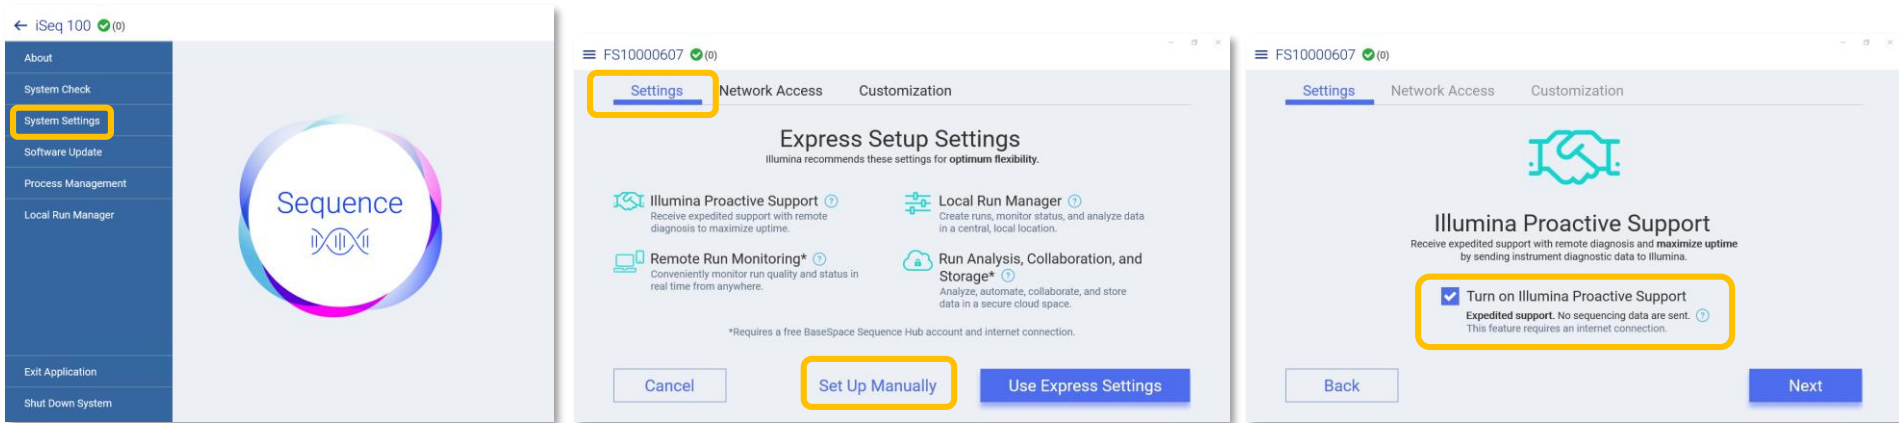 iSeq 100 (0)
About
System Check
System Settings
Software Update
Process Management
Local Run Manager
Exit Application
Shut Down System
Sequence
FS10000607 (0)
Settings Network Access Customization
Express Setup Settings
Illumina recommends these settings for optimum flexibility.
Illumina Proactive Support ?
Receive expedited support with remote
diagnosis to maximize uptime.
Local Run Manager ?
Create runs, monitor status, and analyze data
in a central, local location.
Remote Run Monitoring* ?
Conveniently monitor run quality and status in
real time from anywhere.
Run Analysis, Collaboration, and
Storage* ?
Analyze, automate, collaborate, and store
data in a secure cloud space.
*Requires a free BaseSpace Sequence Hub account and internet connection.
Cancel Set Up Manually Use Express Settings
FS10000607 (0)
Settings Network Access Customization
Illumina Proactive Support
Receive expedited support with remote diagnosis and maximize uptime
by sending instrument diagnostic data to Illumina.
Turn on Illumina Proactive Support
Expedited support. No sequencing data are sent. ?
This feature requires an internet connection.
Back Next